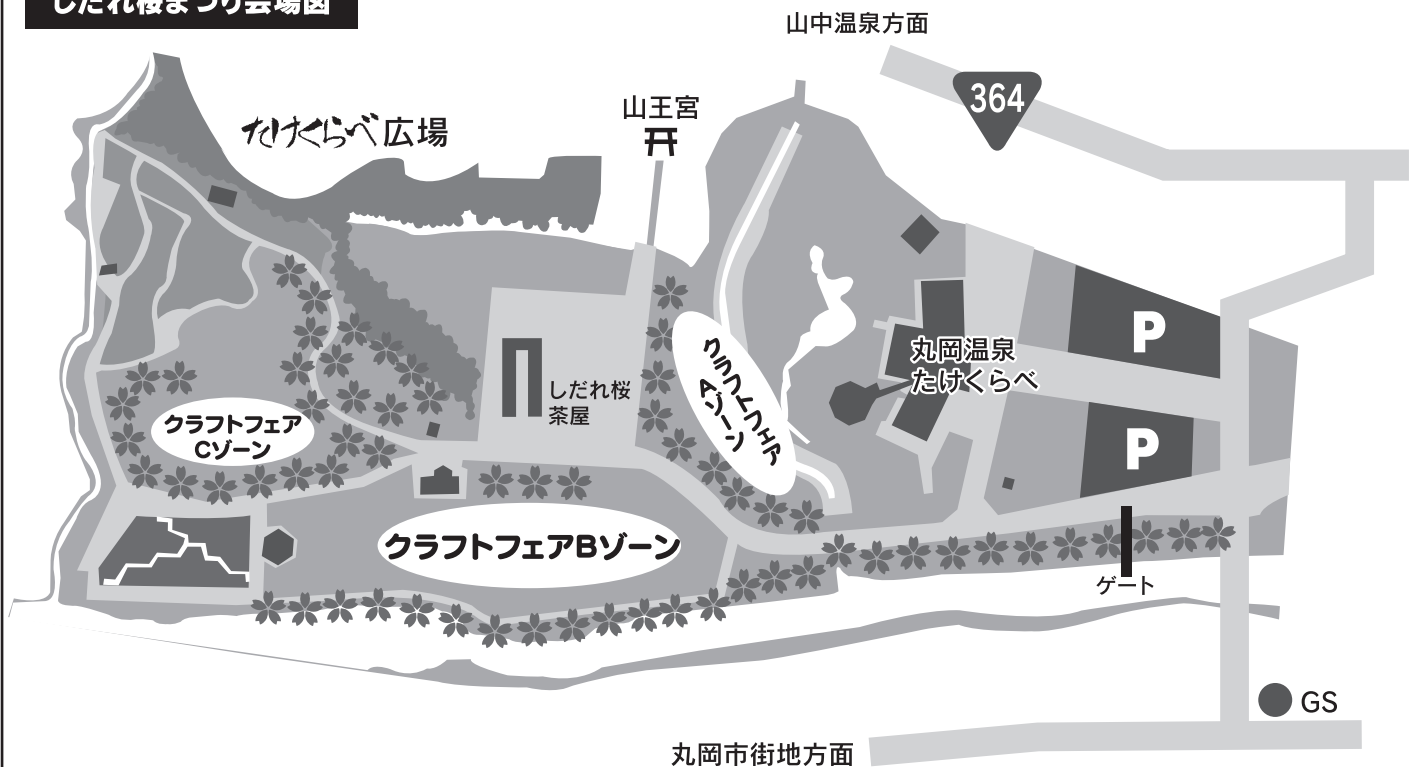 しだれ桜まつり会場図
山中温泉方面
364
山王宮
たけくらべ広場
P
丸岡温泉
たけくらべ
クラフトフェア
Aゾーン
しだれ桜
茶屋
クラフトフェア
Cゾーン
P
クラフトフェアBゾーン
ゲート
GS
丸岡市街地方面